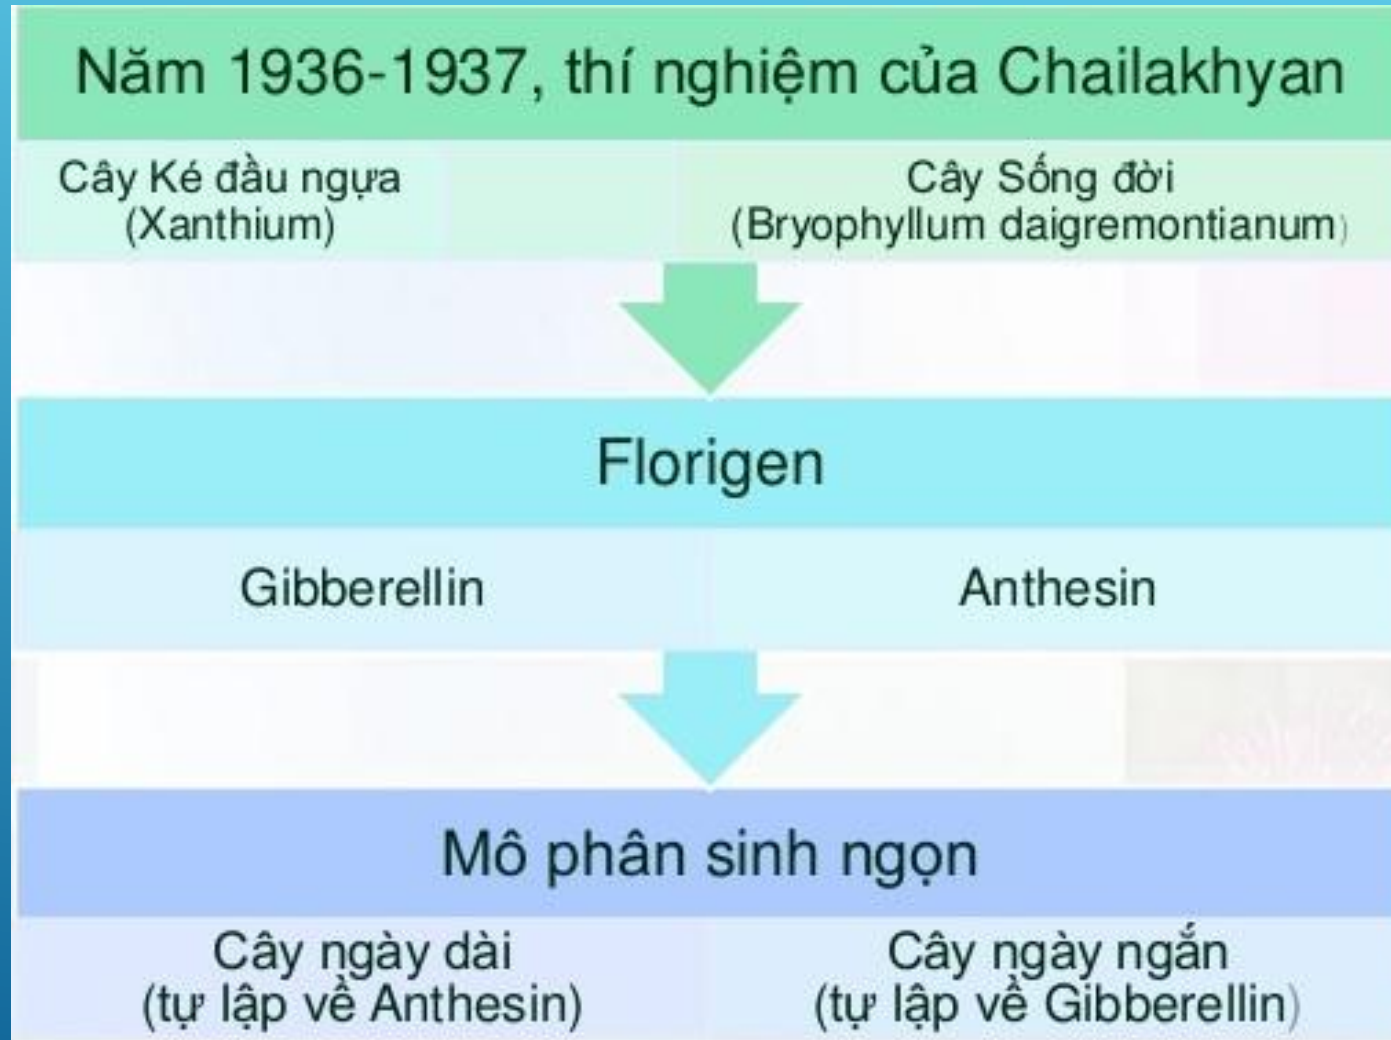 Năm 1936-1937, thí nghiệm của Chailakhyan
Cây Ké đầu ngựa
(Xanthium)
Cây Sống đời
(Bryophyllum daigremontianum)
Florigen
Gibberellin
Anthesin
Mô phân sinh ngọn
Cây ngày dài
(tự lập về Anthesin)
Cây ngày ngắn
(tự lập về Gibberellin)